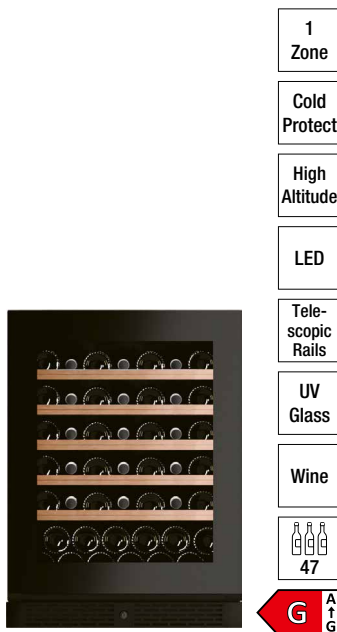 1
Zone
Cold
Protect
High
Altitude
LED
Tele-
scopic
Rails
UV
Glass
Wine
47
G
A
↑
G